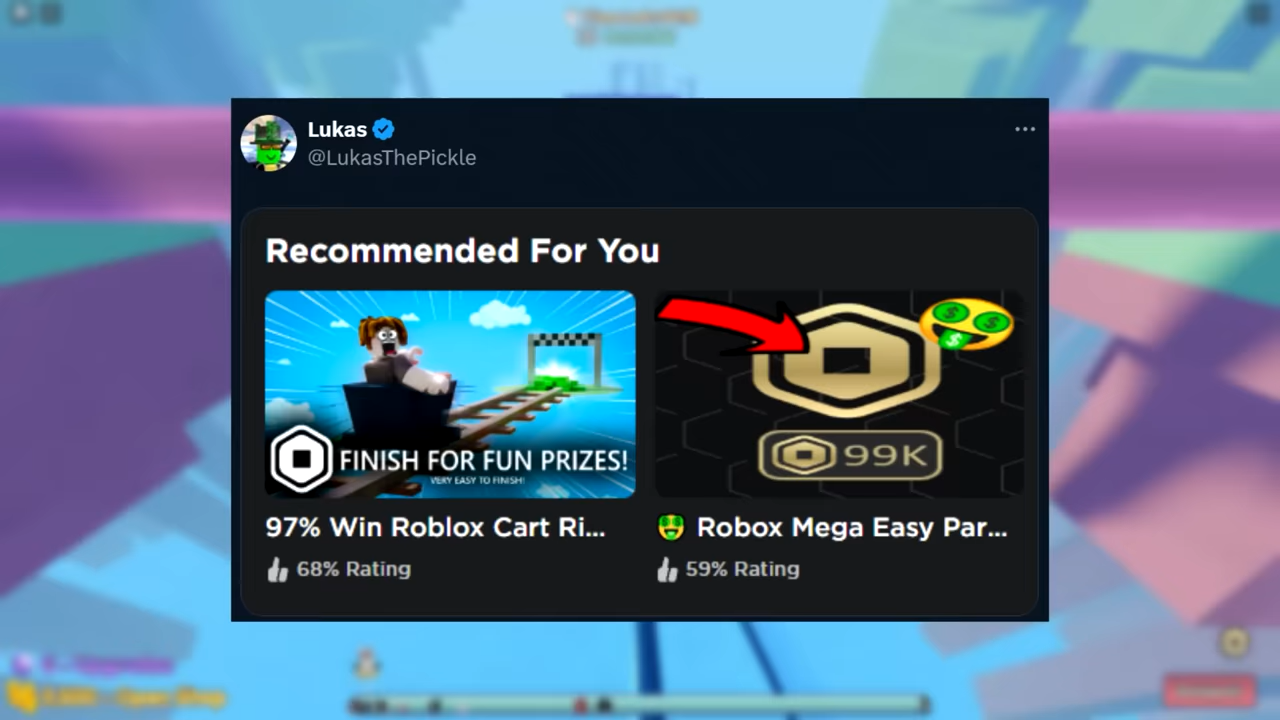 Lukas
@LukasThePickle
Recommended For You
FINISH FOR FUN PRIZES!
VERY EASY TO FINISH!
99K
97% Win Roblox Cart Ri...
🤑 Robox Mega Easy Par...
68% Rating
59% Rating